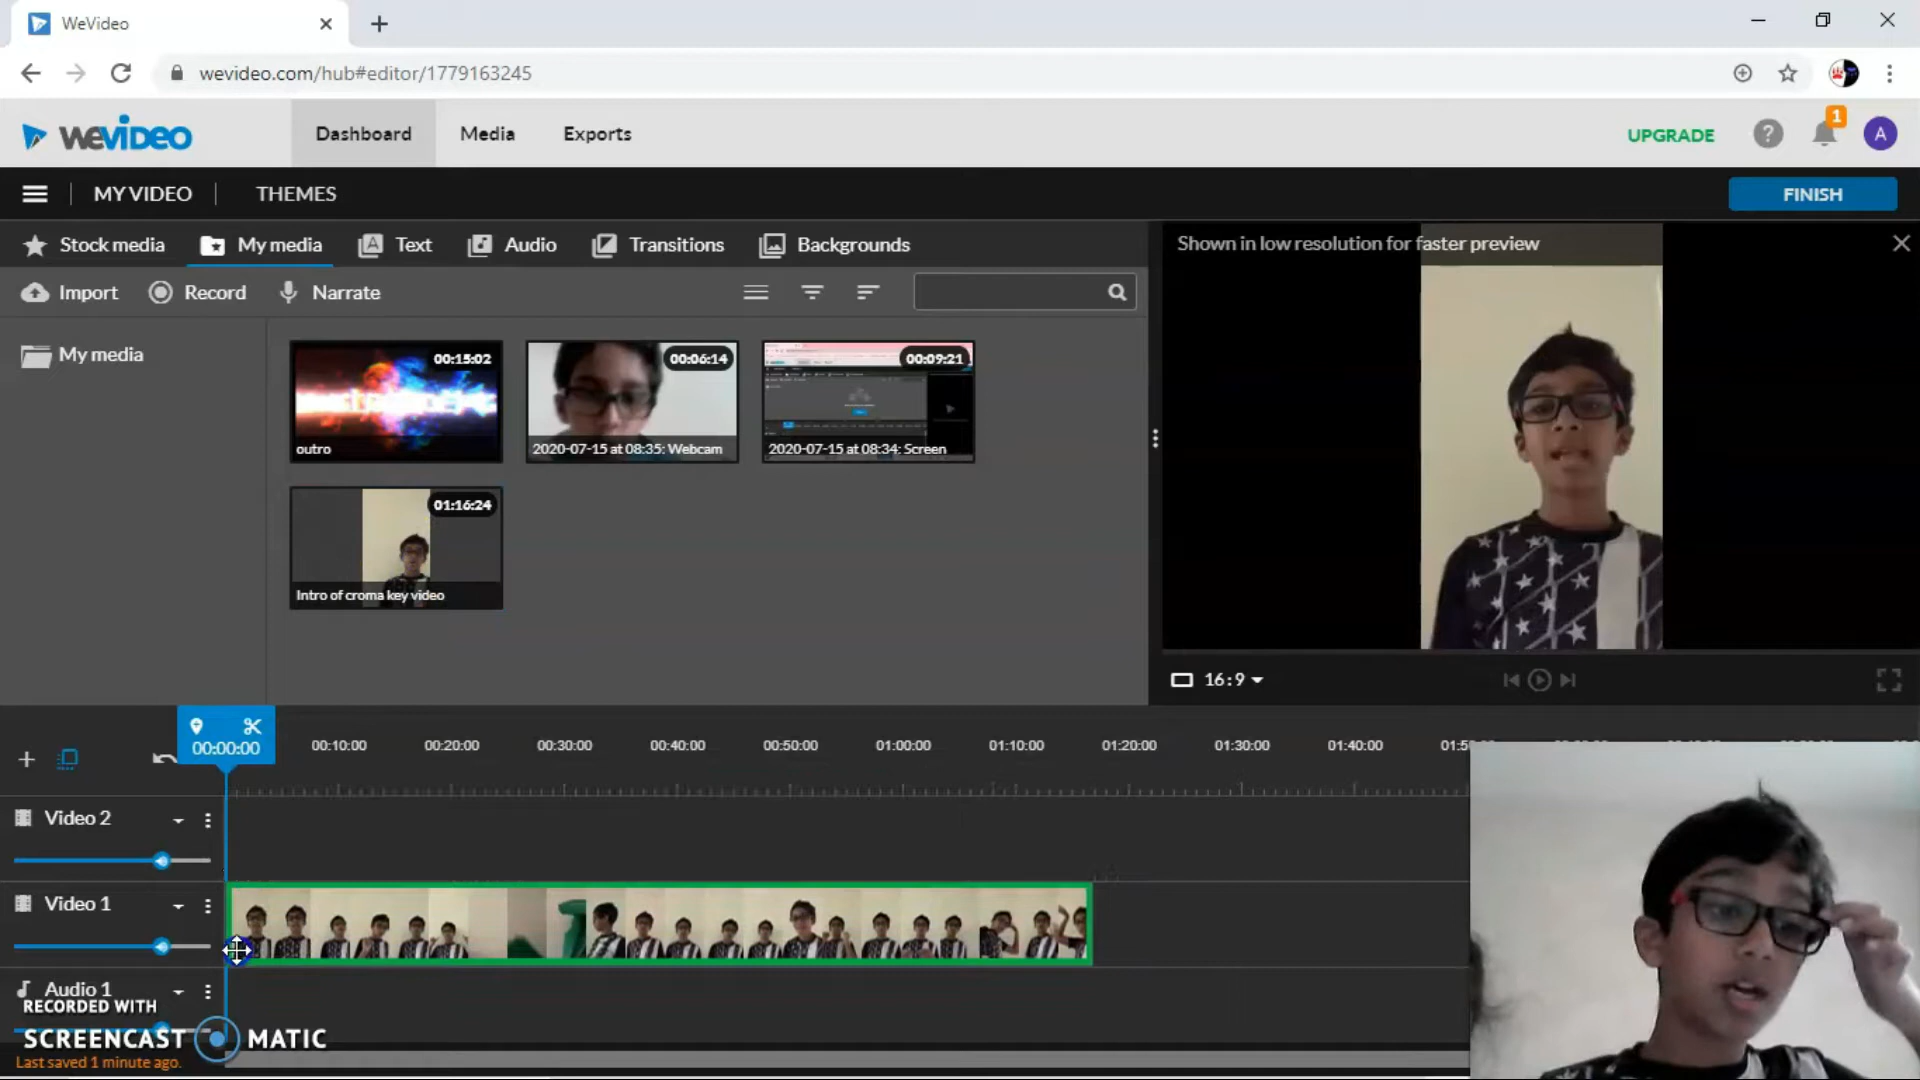 WeVideo
wevideo.com/hub#editor/1779163245
WEVIDEO
Dashboard
Media
Exports
UPGRADE
?
1
A
MY VIDEO
THEMES
FINISH
Stock media
My media
A
Text
Audio
Transitions
Backgrounds
Shown in low resolution for faster preview
Import
Record
Narrate
My media
00:15:02
outro
00:06:14
2020-07-15 at 08:35: Webcam
00:09:21
2020-07-15 at 08:34: Screen
01:16:24
Intro of croma key video
16:9
00:00:00
00:10:00
00:20:00
00:30:00
00:40:00
00:50:00
01:00:00
01:10:00
01:20:00
01:30:00
01:40:00
Video 2
Video 1
Audio 1
RECORDED WITH
SCREENCAST MATIC
Last saved 1 minute ago.